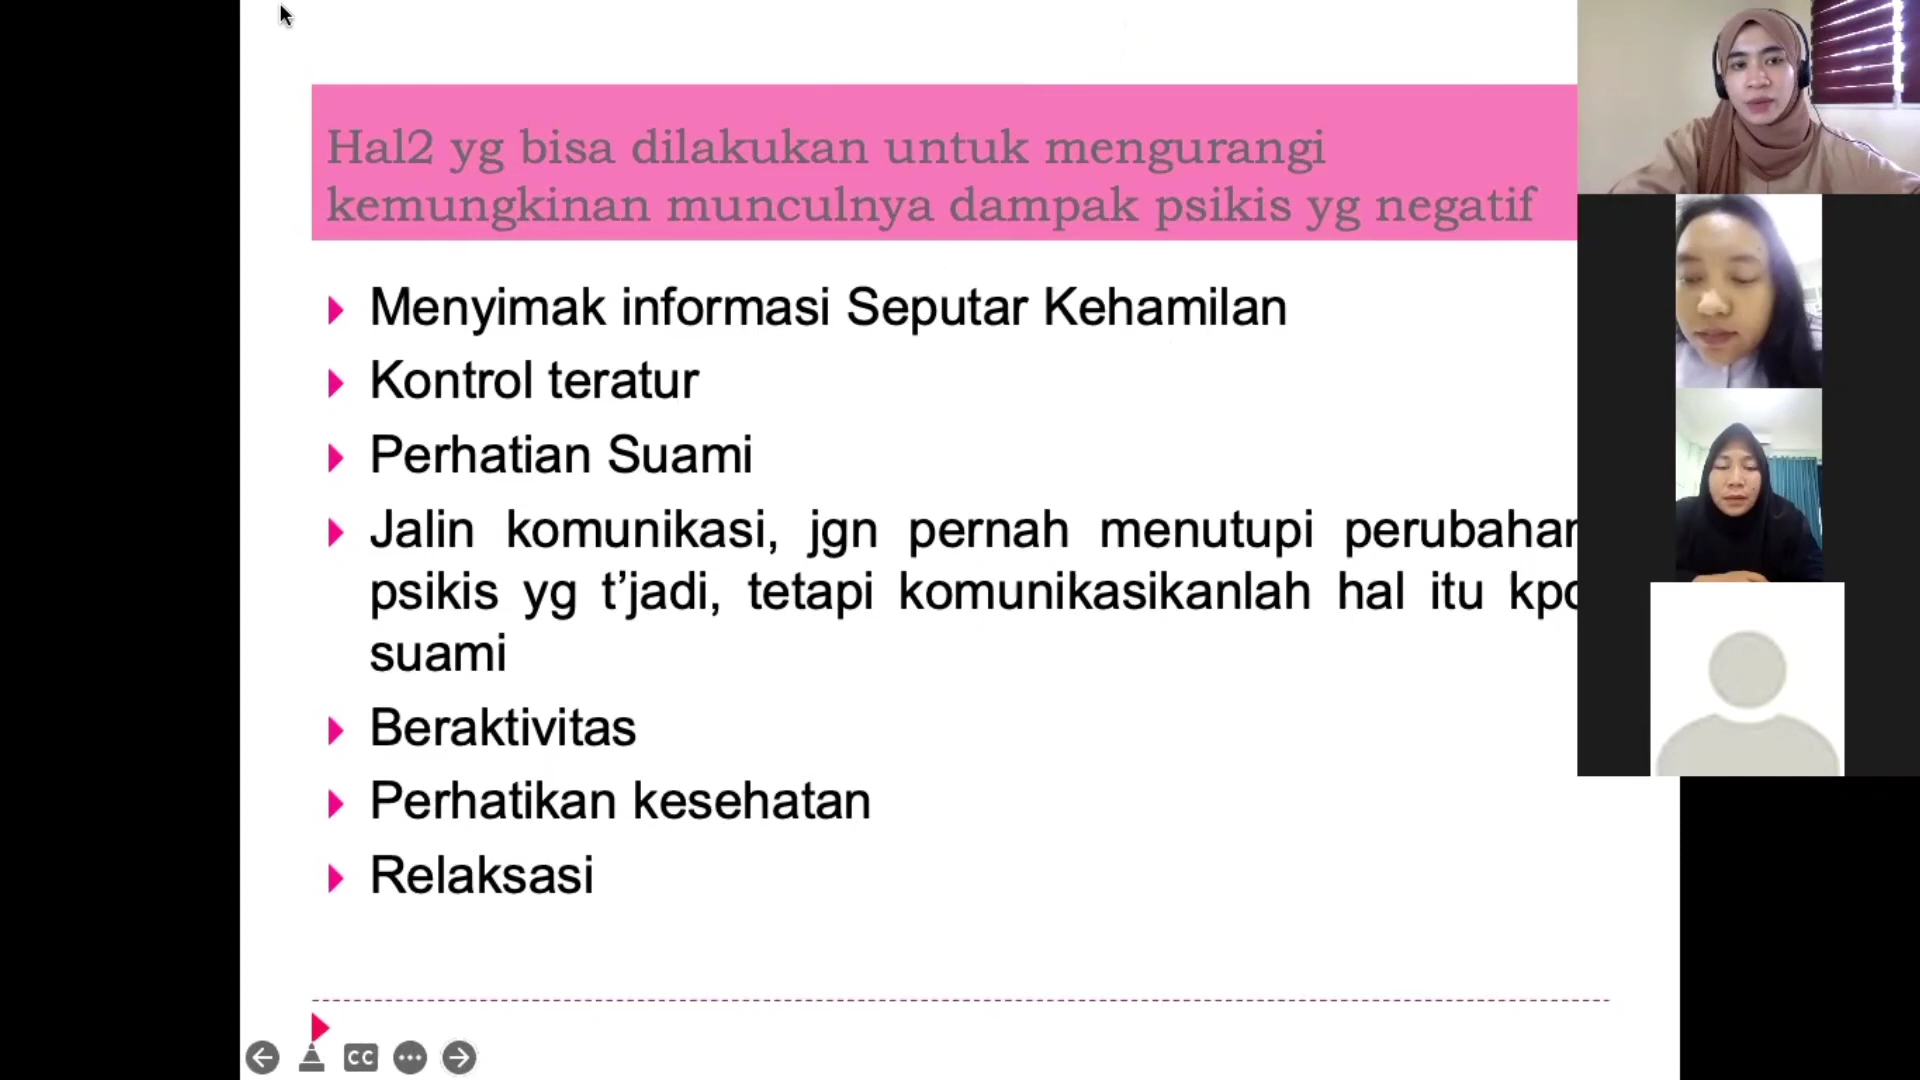 Hal2 yg bisa dilakukan untuk mengurangi
kemungkinan munculnya dampak psikis yg negatif
Menyimak informasi Seputar Kehamilan
Kontrol teratur
Perhatian Suami
Jalin komunikasi, jgn pernah menutupi perubahan
psikis yg t’jadi, tetapi komunikasikanlah hal itu
suami
Beraktivitas
Perhatikan kesehatan
Relaksasi
CC